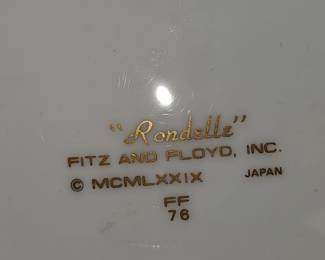 "Rondelle"
FITZ AND FLOYD, INC.
© MCMLXXIX JAPAN
FF
76